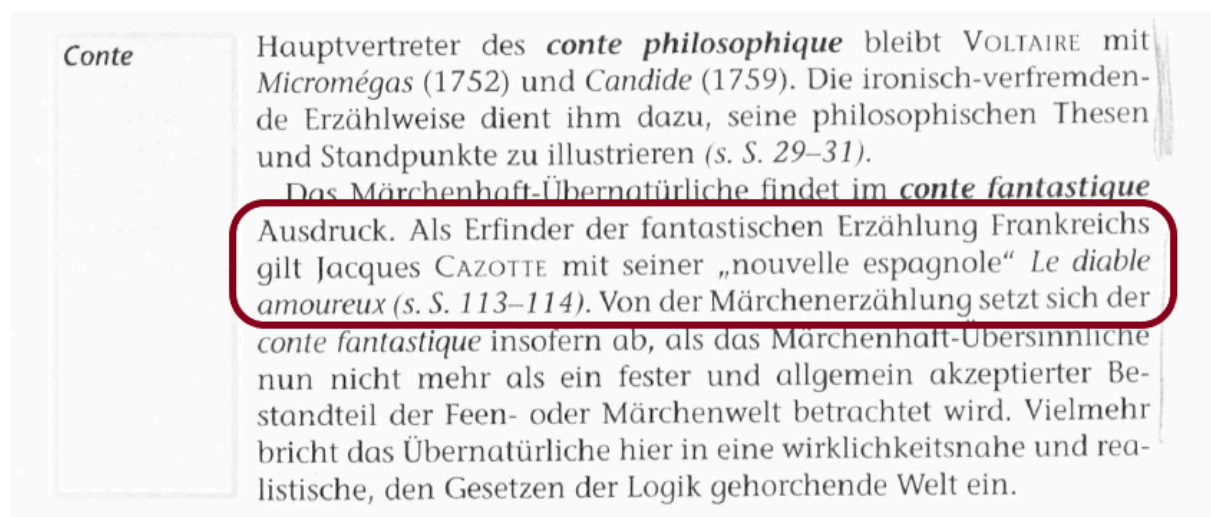 Conte
Hauptvertreter des conte philosophique bleibt VOLTAIRE mit
Micromégas (1752) und Candide (1759). Die ironisch-verfremden-
de Erzählweise dient ihm dazu, seine philosophischen Thesen
und Standpunkte zu illustrieren (s. S. 29–31).
Das Märchenhaft-Übernatürliche findet im conte fantastique
Ausdruck. Als Erfinder der fantastischen Erzählung Frankreichs
gilt Jacques CAZOTTE mit seiner „nouvelle espagnole“ Le diable
amoureux (s. S. 113–114). Von der Märchenerzählung setzt sich der
conte fantastique insofern ab, als das Märchenhaft-Übersinnliche
nun nicht mehr als ein fester und allgemein akzeptierter Be-
standteil der Feen- oder Märchenwelt betrachtet wird. Vielmehr
bricht das Übernatürliche hier in eine wirklichkeitsnahe und rea-
listische, den Gesetzen der Logik gehorchende Welt ein.